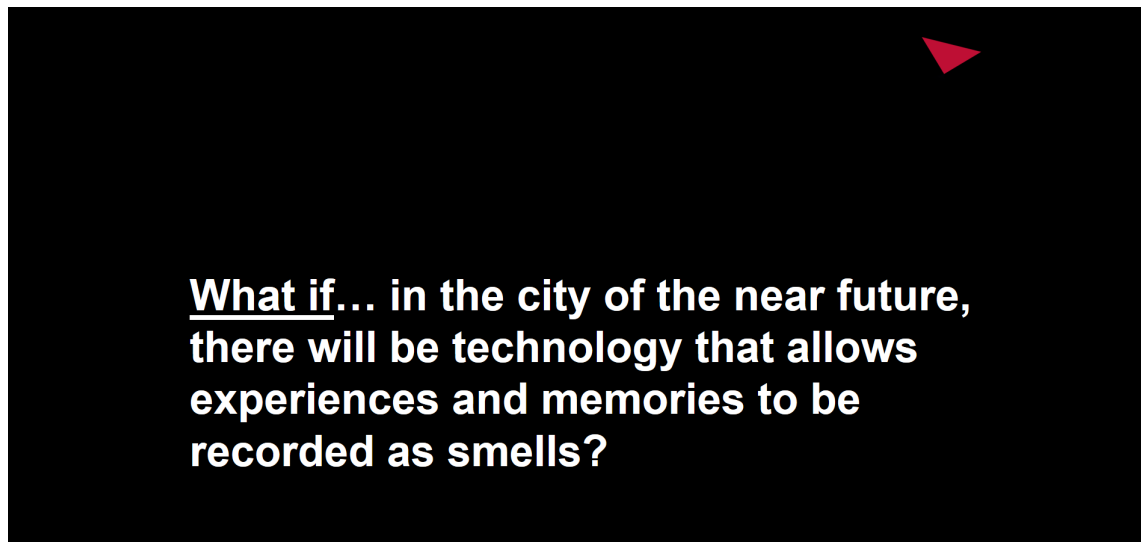 What if… in the city of the near future,
there will be technology that allows
experiences and memories to be
recorded as smells?